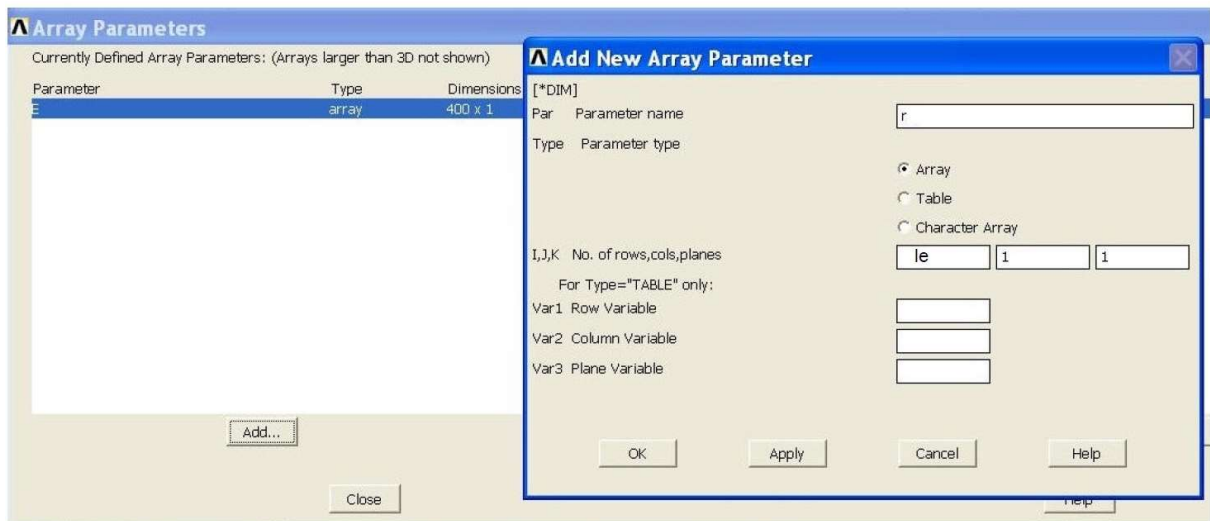 Array Parameters
Currently Defined Array Parameters: (Arrays larger than 3D not shown)
Parameter Type Dimensions
E array 400 x 1
Add...
Close
Add New Array Parameter
[*DIM]
Par Parameter name r
Type Parameter type
Array
Table
Character Array
I,J,K No. of rows,cols,planes le 1 1
For Type="TABLE" only:
Var1 Row Variable
Var2 Column Variable
Var3 Plane Variable
OK Apply Cancel Help
Help